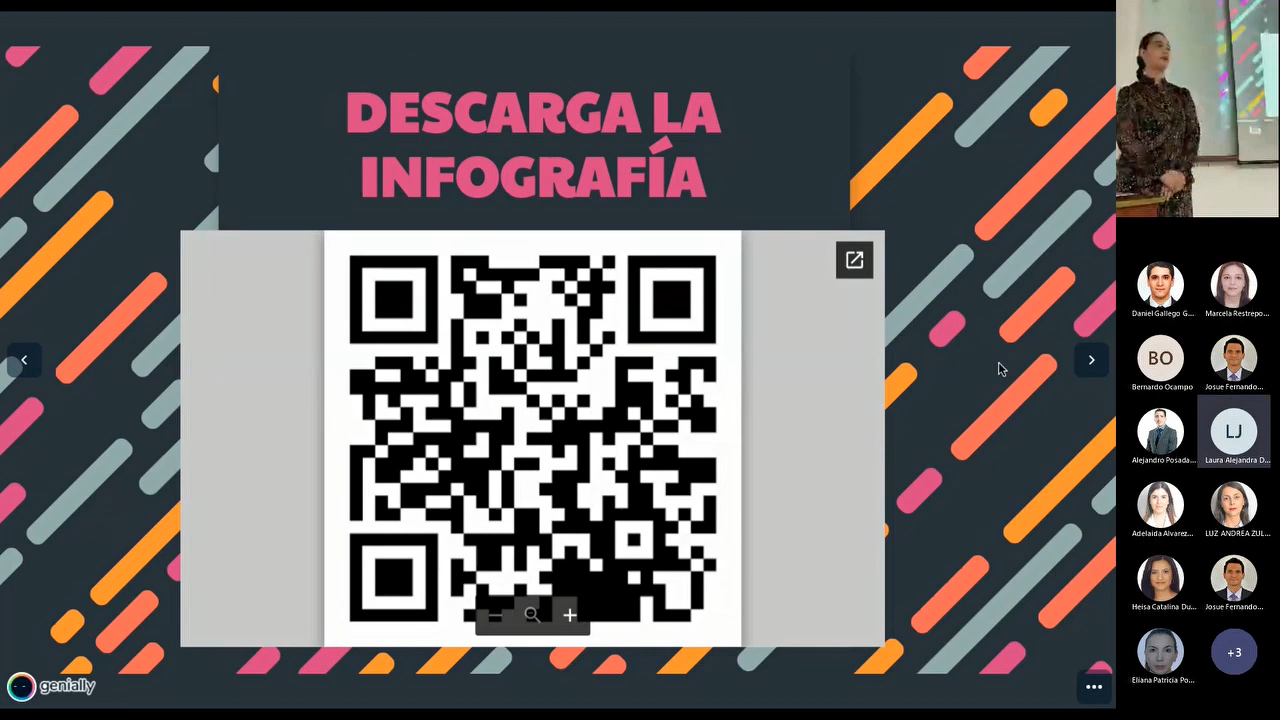 DESCARGA LA
INFOGRAFÍA
genially
Daniel Gallego G...
Marcela Restrepo...
BO
Bernardo Ocampo
Josue Fernando...
Alejandro Posada...
LJ
Laura Alejandra D...
Adelaida Alvarez...
LUZ ANDREA ZUL...
Heisa Catalina Du...
Josue Fernando...
Eliana Patricia Po...
+3